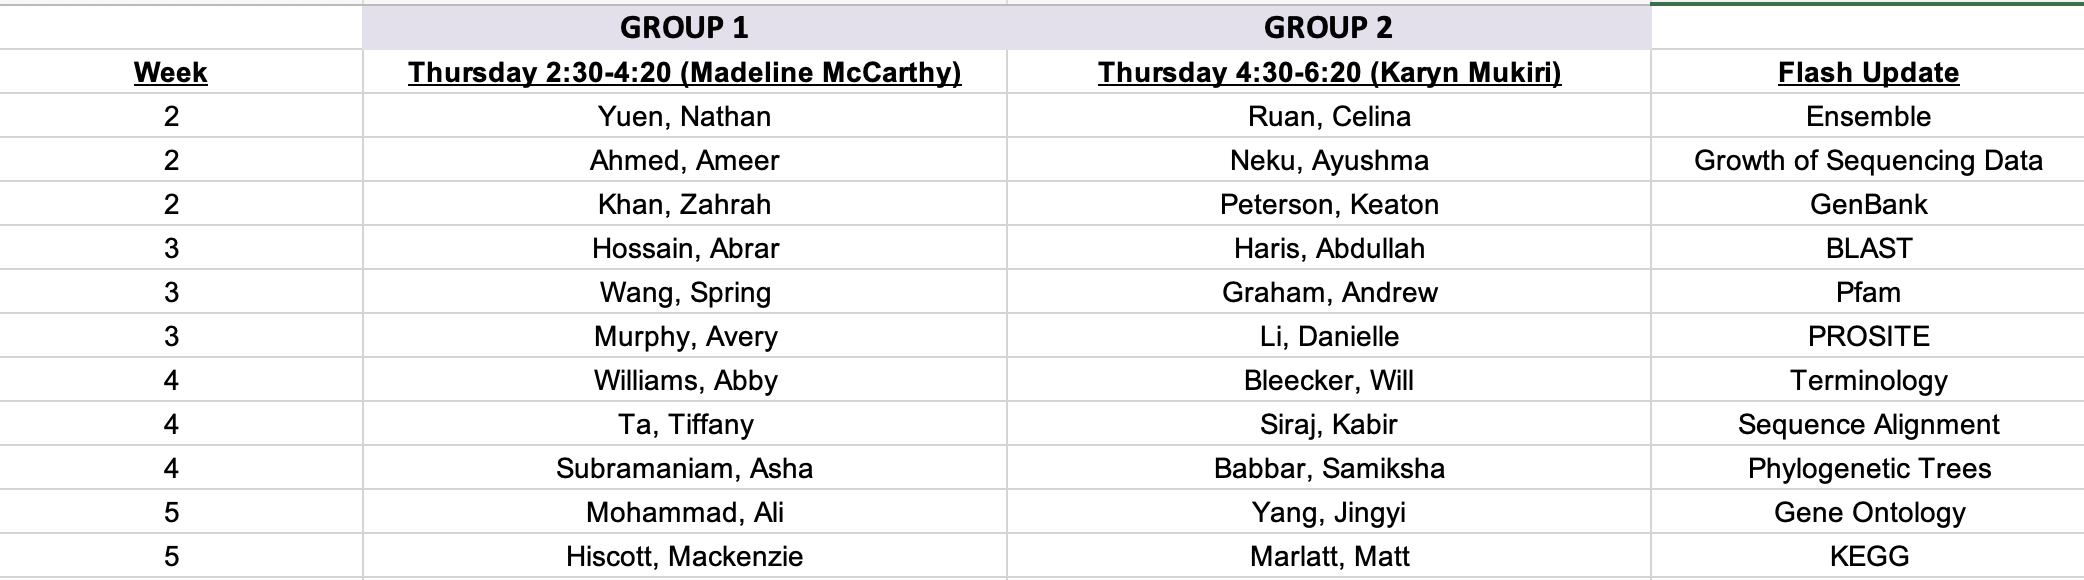 GROUP 1 GROUP 2
Week Thursday 2:30-4:20 (Madeline McCarthy) Thursday 4:30-6:20 (Karyn Mukiri) Flash Update
2 Yuen, Nathan Ruan, Celina Ensemble
2 Ahmed, Ameer Neku, Ayushma Growth of Sequencing Data
2 Khan, Zahrah Peterson, Keaton GenBank
3 Hossain, Abrar Haris, Abdullah BLAST
3 Wang, Spring Graham, Andrew Pfam
3 Murphy, Avery Li, Danielle PROSITE
4 Williams, Abby Bleecker, Will Terminology
4 Ta, Tiffany Siraj, Kabir Sequence Alignment
4 Subramaniam, Asha Babbar, Samiksha Phylogenetic Trees
5 Mohammad, Ali Yang, Jingyi Gene Ontology
5 Hiscott, Mackenzie Marlatt, Matt KEGG